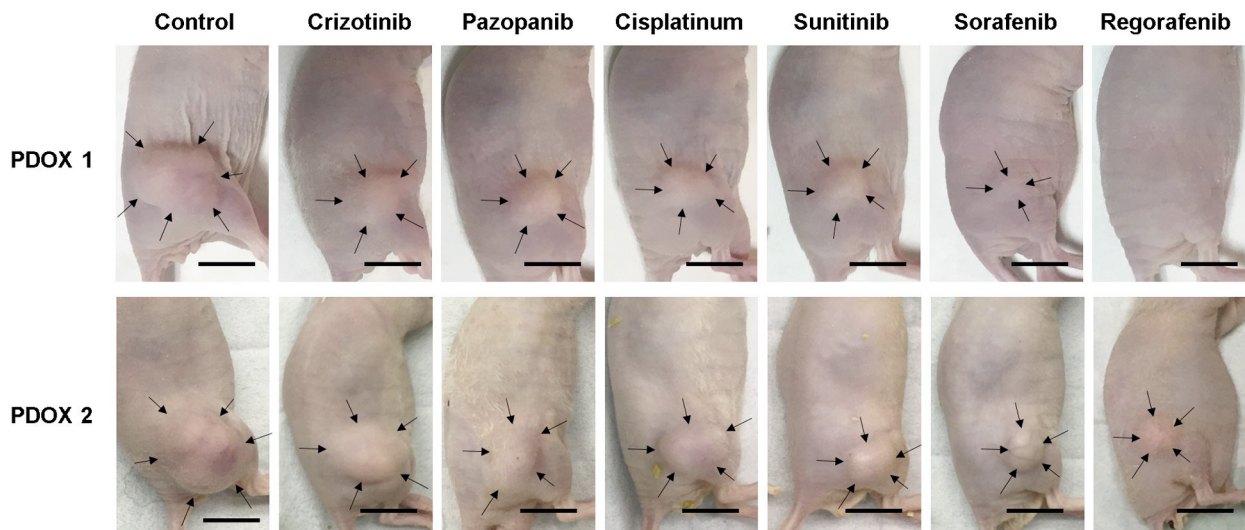 Control Crizotinib Pazopanib Cisplatinum Sunitinib Sorafenib Regorafenib
PDOX 1
PDOX 2